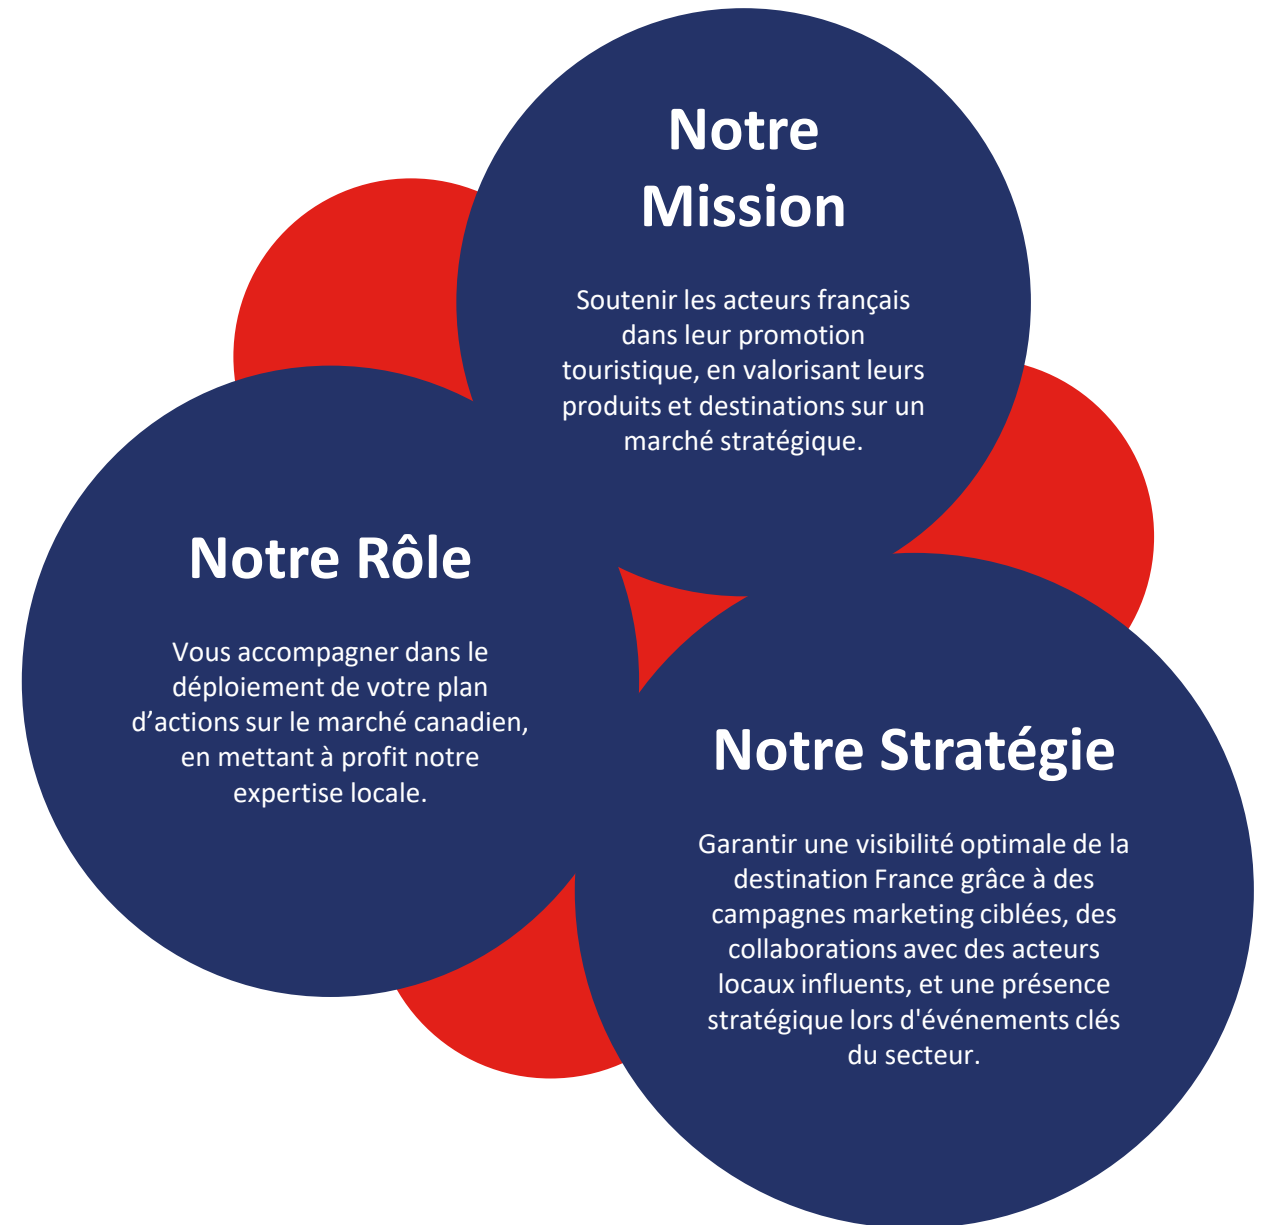 Notre
Mission
Soutenir les acteurs français
dans leur promotion
touristique, en valorisant leurs
produits et destinations sur un
marché stratégique.
Notre Rôle
Vous accompagner dans le
déploiement de votre plan
d’actions sur le marché canadien,
en mettant à profit notre
expertise locale.
Notre Stratégie
Garantir une visibilité optimale de la
destination France grâce à des
campagnes marketing ciblées, des
collaborations avec des acteurs
locaux influents, et une présence
stratégique lors d'événements clés
du secteur.